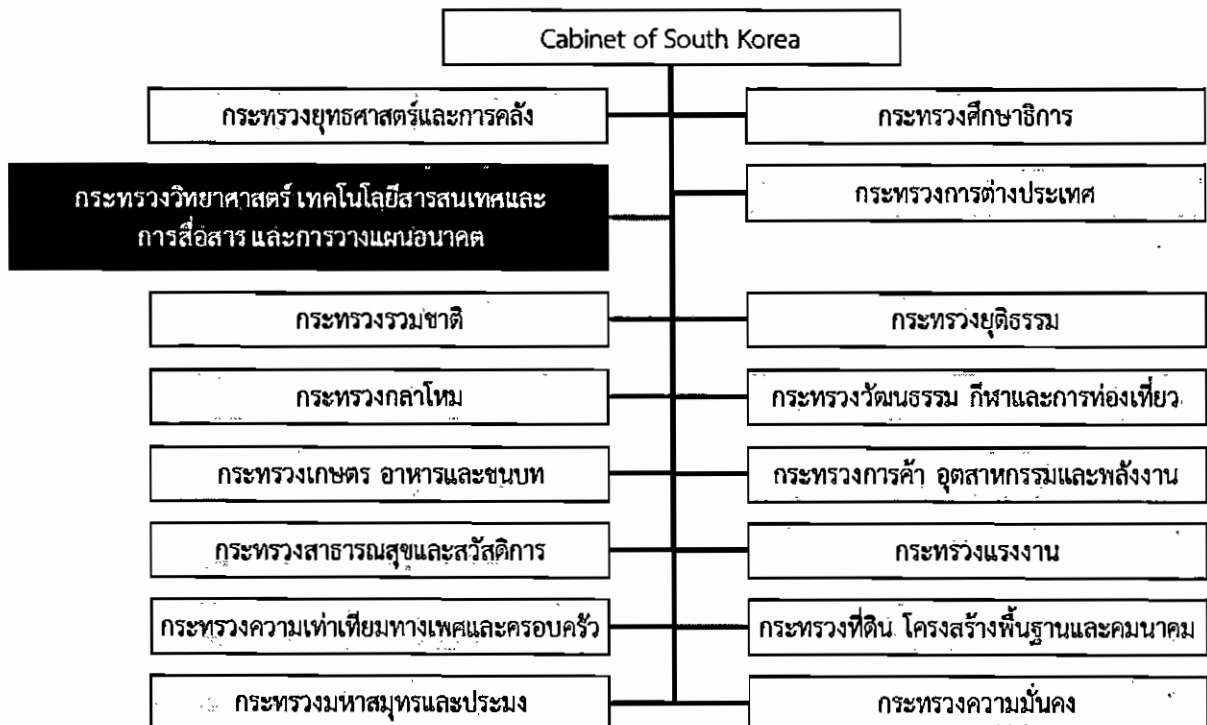 Cabinet of South Korea
กระทรวงยุทธศาสตร์และการคลัง
กระทรวงศึกษาธิการ
กระทรวงวิทยาศาสตร์ เทคโนโลยีสารสนเทศและ
การสื่อสาร และการวางแผนอนาคต
กระทรวงการต่างประเทศ
กระทรวงรวมชาติ
กระทรวงยุติธรรม
กระทรวงกลาโหม
กระทรวงวัฒนธรรม กีฬาและการท่องเที่ยว
กระทรวงเกษตร อาหารและชนบท
กระทรวงการค้า อุตสาหกรรมและพลังงาน
กระทรวงสาธารณสุขและสวัสดิการ
กระทรวงแรงงาน
กระทรวงความเท่าเทียมทางเพศและครอบครัว
กระทรวงที่ดิน โครงสร้างพื้นฐานและคมนาคม
กระทรวงมหาสมุทรและประมง
กระทรวงความมั่นคง